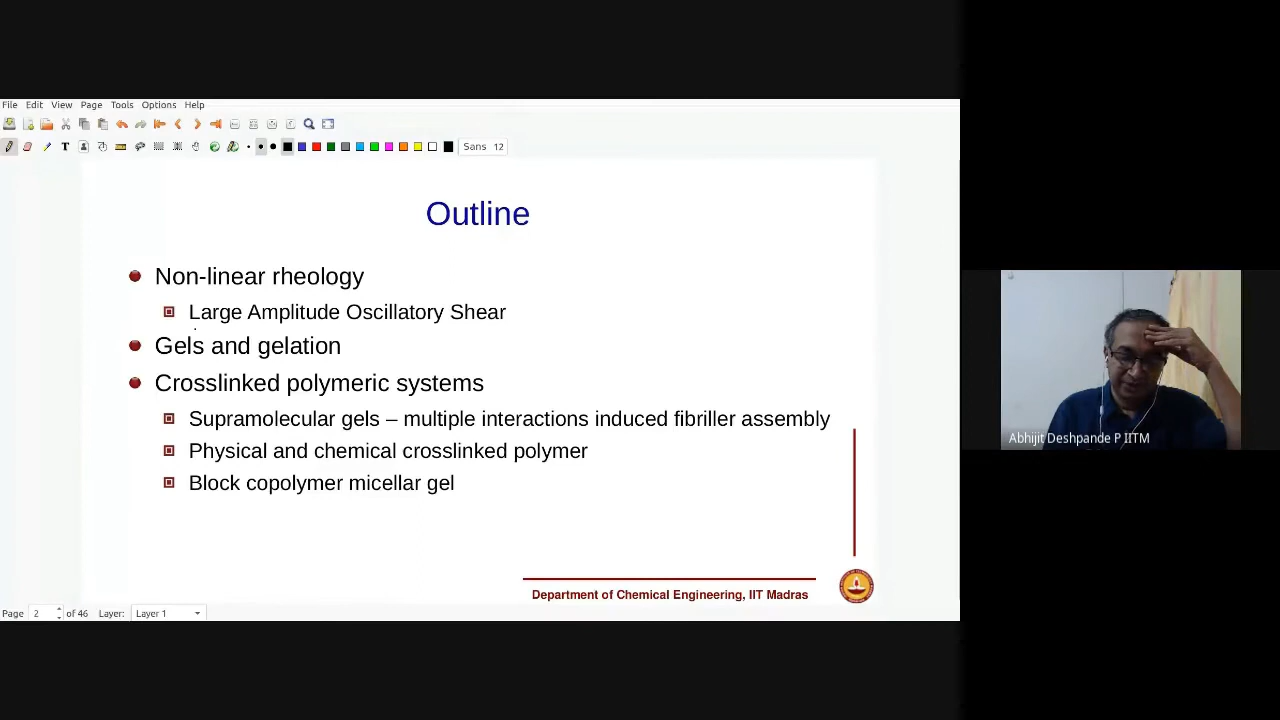 File Edit View Page Tools Options Help
T Sans 12
Outline
Non-linear rheology
Large Amplitude Oscillatory Shear
Gels and gelation
Crosslinked polymeric systems
Supramolecular gels – multiple interactions induced fibriller assembly
Physical and chemical crosslinked polymer
Block copolymer micellar gel
Department of Chemical Engineering, IIT Madras
Page 2 of 46 Layer: Layer 1
Abhijit Deshpande P IITM